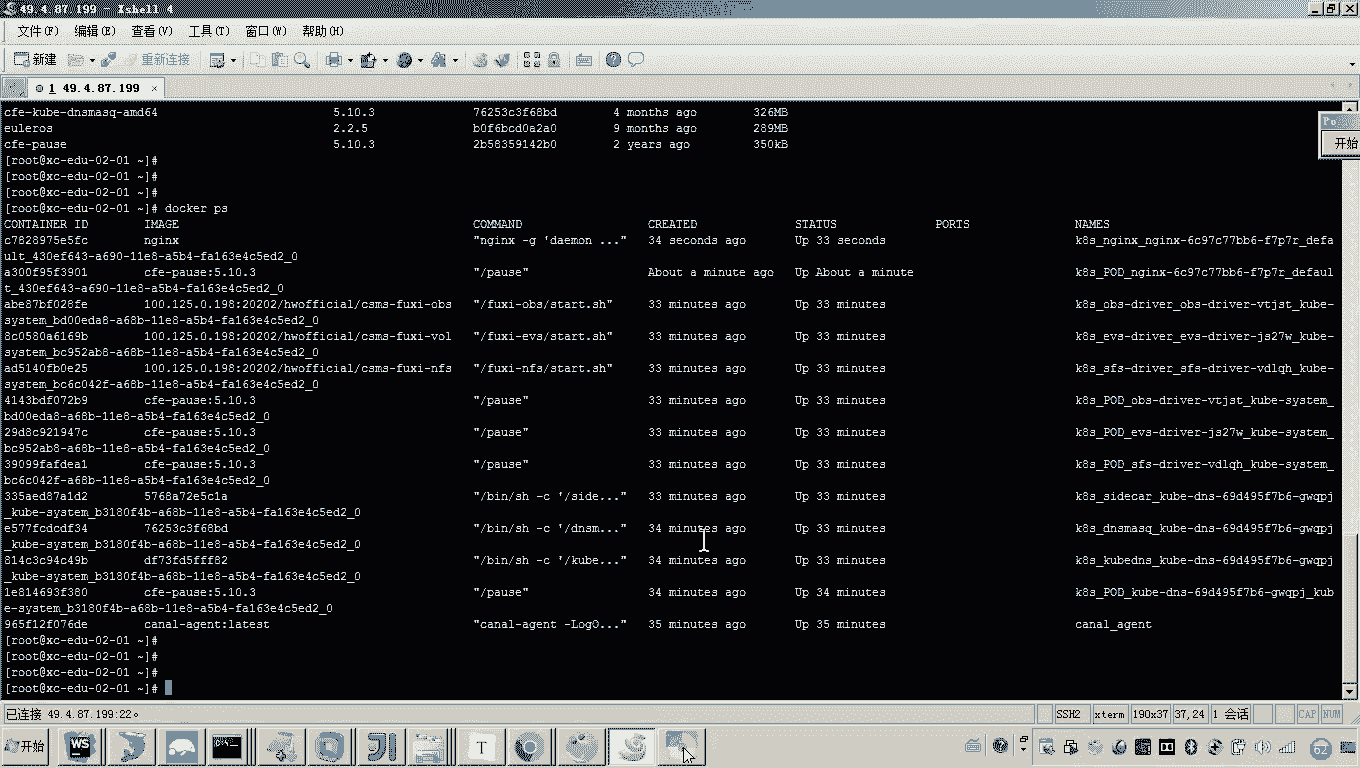 49.4.87.199 - Xshell 4
文件(F) 编辑(E) 查看(V) 工具(T) 窗口(W) 帮助(H)
新建 重新连接
1 49.4.87.199 ×
cfe-kube-dnsmasq-amd64 5.10.3 76253c3f68bd 4 months ago 326MB
euleros 2.2.5 b0f6bcd0a2a0 9 months ago 289MB
cfe-pause 5.10.3 2b58359142b0 2 years ago 350kB
开始
[root@xc-edu-02-01 ~]#
[root@xc-edu-02-01 ~]#
[root@xc-edu-02-01 ~]#
[root@xc-edu-02-01 ~]# docker ps
CONTAINER ID IMAGE COMMAND CREATED STATUS PORTS NAMES
c7828975e5fc nginx "nginx -g 'daemon ..." 34 seconds ago Up 33 seconds k8s_nginx_nginx-6c97c77bb6-f7p7r_defa
ult_430ef643-a690-11e8-a5b4-fa163e4c5ed2_0
a300f95f3901 cfe-pause:5.10.3 "/pause" About a minute ago Up About a minute k8s_POD_nginx-6c97c77bb6-f7p7r_defaul
t_430ef643-a690-11e8-a5b4-fa163e4c5ed2_0
abe87bf028fe 100.125.0.198:20202/hwofficial/csms-fuxi-obs "/fuxi-obs/start.sh" 33 minutes ago Up 33 minutes k8s_obs-driver_obs-driver-vtjst_kube-
system_bd00eda8-a68b-11e8-a5b4-fa163e4c5ed2_0
8c0580a6169b 100.125.0.198:20202/hwofficial/csms-fuxi-vol "/fuxi-evs/start.sh" 33 minutes ago Up 33 minutes k8s_evs-driver_evs-driver-js27w_kube-
system_bc952ab8-a68b-11e8-a5b4-fa163e4c5ed2_0
ad5140fb0e25 100.125.0.198:20202/hwofficial/csms-fuxi-nfs "/fuxi-nfs/start.sh" 33 minutes ago Up 33 minutes k8s_sfs-driver_sfs-driver-vdlqh_kube-
system_bc6c042f-a68b-11e8-a5b4-fa163e4c5ed2_0
4143bdf072b9 cfe-pause:5.10.3 "/pause" 33 minutes ago Up 33 minutes k8s_POD_obs-driver-vtjst_kube-system_
bd00eda8-a68b-11e8-a5b4-fa163e4c5ed2_0
29d8c921947c cfe-pause:5.10.3 "/pause" 33 minutes ago Up 33 minutes k8s_POD_evs-driver-js27w_kube-system_
bc952ab8-a68b-11e8-a5b4-fa163e4c5ed2_0
39099fafdea1 cfe-pause:5.10.3 "/pause" 33 minutes ago Up 33 minutes k8s_POD_sfs-driver-vdlqh_kube-system_
bc6c042f-a68b-11e8-a5b4-fa163e4c5ed2_0
335aed87a1d2 5768a72e5c1a "/bin/sh -c '/side..." 33 minutes ago Up 33 minutes k8s_sidecar_kube-dns-69d495f7b6-gwqpj
_kube-system_b3180f4b-a68b-11e8-a5b4-fa163e4c5ed2_0
e577fcdcdf34 76253c3f68bd "/bin/sh -c '/dnsm..." 34 minutes ago Up 33 minutes k8s_dnsmasq_kube-dns-69d495f7b6-gwqpj
_kube-system_b3180f4b-a68b-11e8-a5b4-fa163e4c5ed2_0
814c3c94c49b df73fd5fff82 "/bin/sh -c '/kube..." 34 minutes ago Up 33 minutes k8s_kubedns_kube-dns-69d495f7b6-gwqpj
_kube-system_b3180f4b-a68b-11e8-a5b4-fa163e4c5ed2_0
1e814693f380 cfe-pause:5.10.3 "/pause" 34 minutes ago Up 34 minutes k8s_POD_kube-dns-69d495f7b6-gwqpj_kub
e-system_b3180f4b-a68b-11e8-a5b4-fa163e4c5ed2_0
965f12f076de canal-agent:latest "canal-agent -LogO..." 35 minutes ago Up 35 minutes canal_agent
[root@xc-edu-02-01 ~]#
[root@xc-edu-02-01 ~]#
[root@xc-edu-02-01 ~]#
[root@xc-edu-02-01 ~]#
已连接 49.4.87.199:22。 SSH2 xterm 190x37 37,24 1 会话 CAP NUM
开始 WS T 62